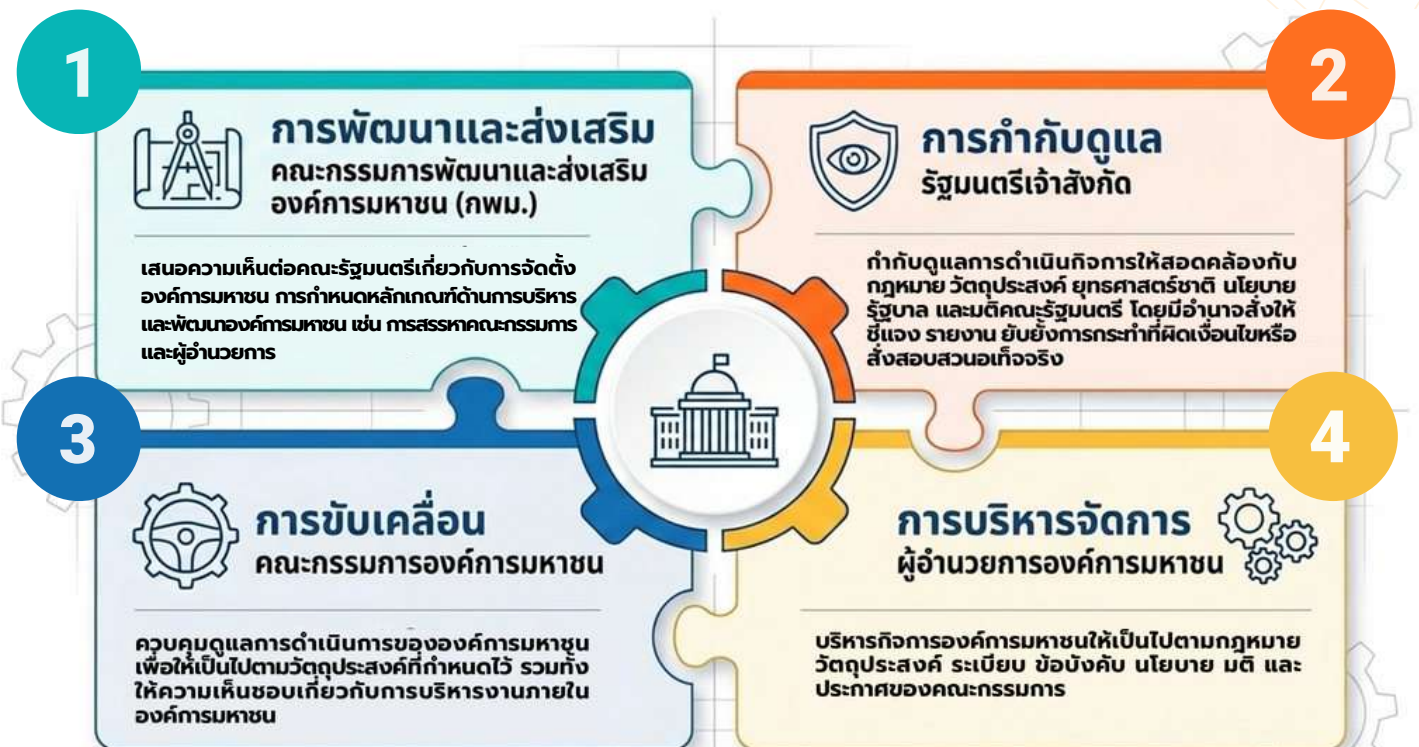 1
การพัฒนาและส่งเสริม
คณะกรรมการพัฒนาและส่งเสริม
องค์การมหาชน (กพม.)
เสนอความเห็นต่อคณะรัฐมนตรีเกี่ยวกับการจัดตั้ง
องค์การมหาชน การกำหนดหลักเกณฑ์ด้านการบริหาร
และพัฒนาองค์การมหาชน เช่น การสรรหาคณะกรรมการ
และผู้อำนวยการ
2
การกำกับดูแล
รัฐมนตรีเจ้าสังกัด
กำกับดูแลการดำเนินกิจการให้สอดคล้องกับ
กฎหมาย วัตถุประสงค์ ยุทธศาสตร์ชาติ นโยบาย
รัฐบาล และมติคณะรัฐมนตรี โดยมีอำนาจสั่งให้
ชี้แจง รายงาน ยับยั้งการกระทำที่ผิดเงื่อนไขหรือ
สั่งสอบสวนอเท็จจริง
3
การขับเคลื่อน
คณะกรรมการองค์การมหาชน
ควบคุมดูแลการดำเนินการขององค์การมหาชน
เพื่อให้เป็นไปตามวัตถุประสงค์ที่กำหนดไว้ รวมทั้ง
ให้ความเห็นชอบเกี่ยวกับการบริหารงานภายใน
องค์การมหาชน
4
การบริหารจัดการ
ผู้อำนวยการองค์การมหาชน
บริหารกิจการองค์การมหาชนให้เป็นไปตามกฎหมาย
วัตถุประสงค์ ระเบียบ ข้อบังคับ นโยบาย มติ และ
ประกาศของคณะกรรมการ